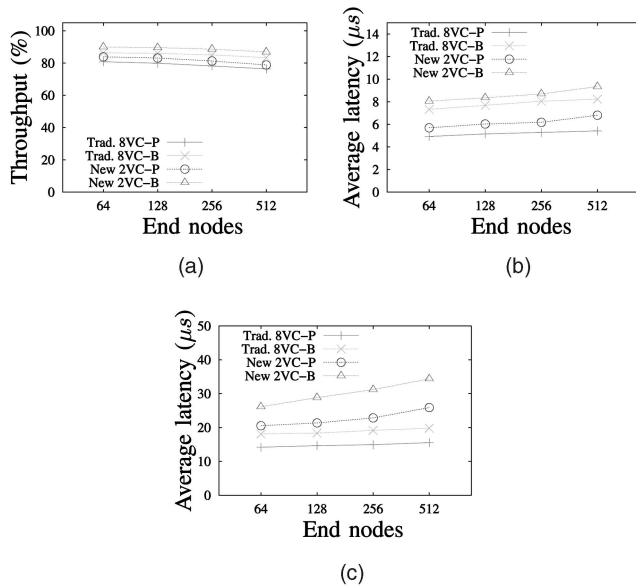 Throughput (%)
100
80
60
40
20
0
Trad. 8VC−P
Trad. 8VC−B
New 2VC−P
New 2VC−B
64 128 256 512
End nodes
(a)
Average latency (μs)
14
12
10
8
6
4
2
0
Trad. 8VC−P
Trad. 8VC−B
New 2VC−P
New 2VC−B
64 128 256 512
End nodes
(b)
Average latency (μs)
50
40
30
20
10
0
Trad. 8VC−P
Trad. 8VC−B
New 2VC−P
New 2VC−B
64 128 256 512
End nodes
(c)